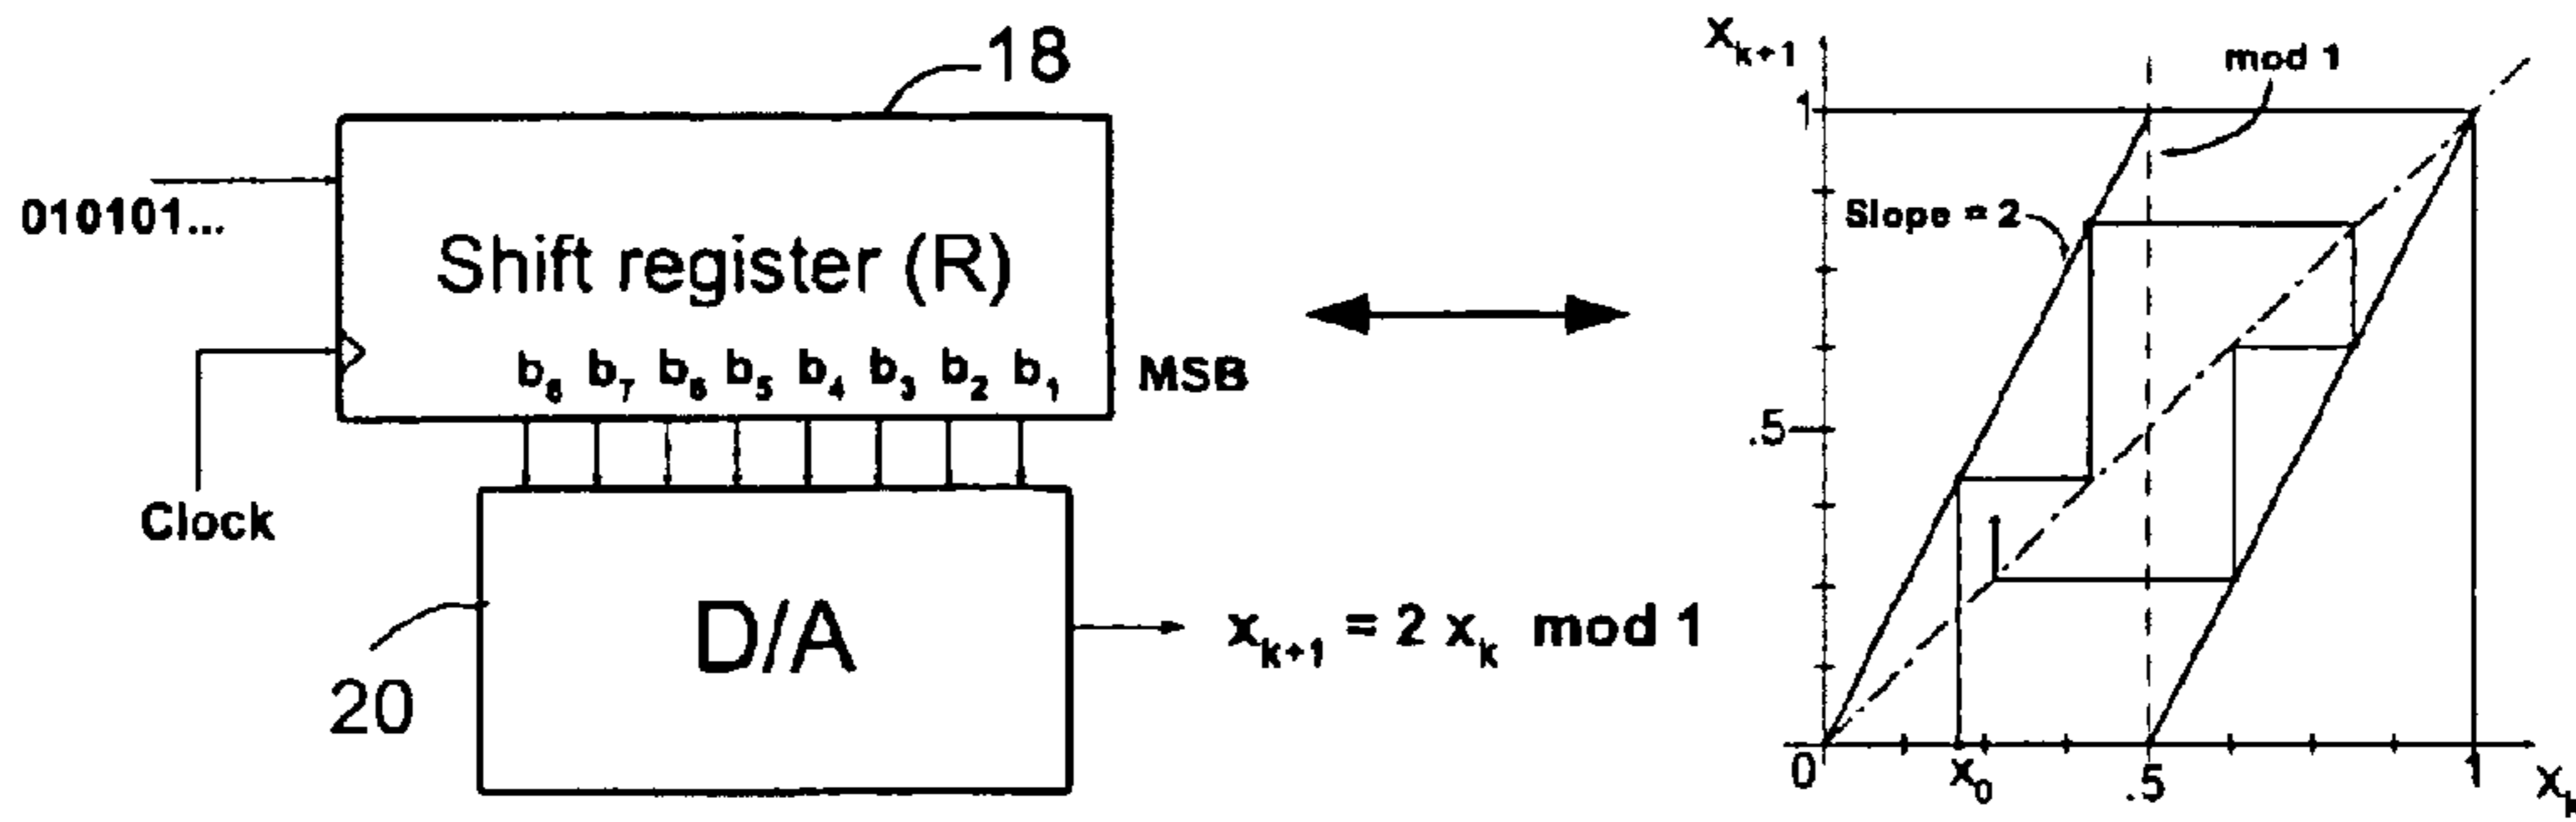 18
010101...
Shift register (R)
b₈ b₇ b₆ b₅ b₄ b₃ b₂ b₁ MSB
Clock
D/A
20
xₖ₊₁ = 2 xₖ mod 1
Xₖ₊₁
mod 1
1
Slope = 2
.5
0
X₀
.5
1
Xₖ